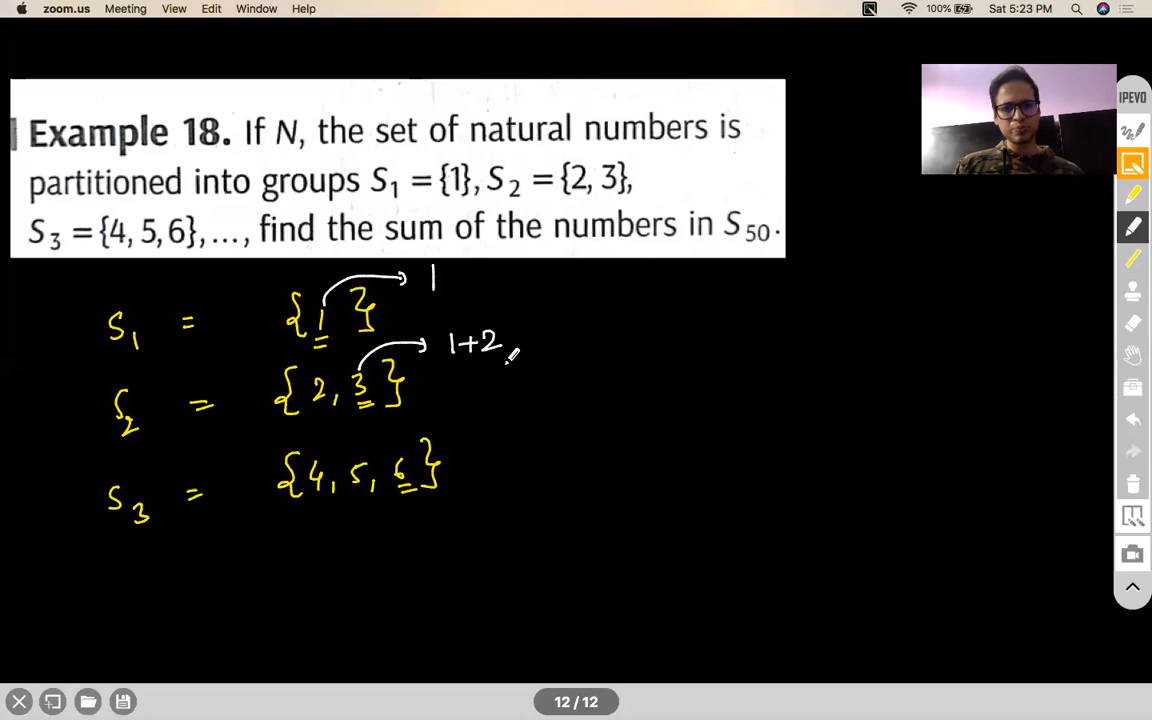 zoom.us Meeting View Edit Window Help 100% Sat 5:23 PM
IPEVO
Example 18. If N, the set of natural numbers is
partitioned into groups S₁ = {1}, S₂ = {2, 3},
S₃ = {4, 5, 6}, ..., find the sum of the numbers in S₅₀.
S₁ = {1} 1
S₂ = {2, 3} 1+2
S₃ = {4, 5, 6}
12 / 12